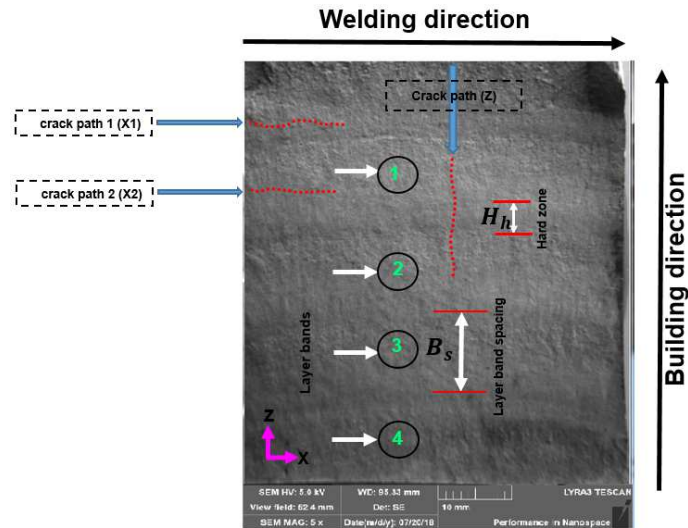 Welding direction
Building direction
Crack path (Z)
crack path 1 (X1)
crack path 2 (X2)
1
H_h
Hard zone
2
Layer bands
3
B_s
Layer band spacing
4
Z
X
SEM HV: 5.0 kV WD: 95.33 mm LYRA3 TESCAN
View field: 62.4 mm Det: SE 10 mm
SEM MAG: 5 x Date(m/d/y): 07/20/18 Performance in Nanospace